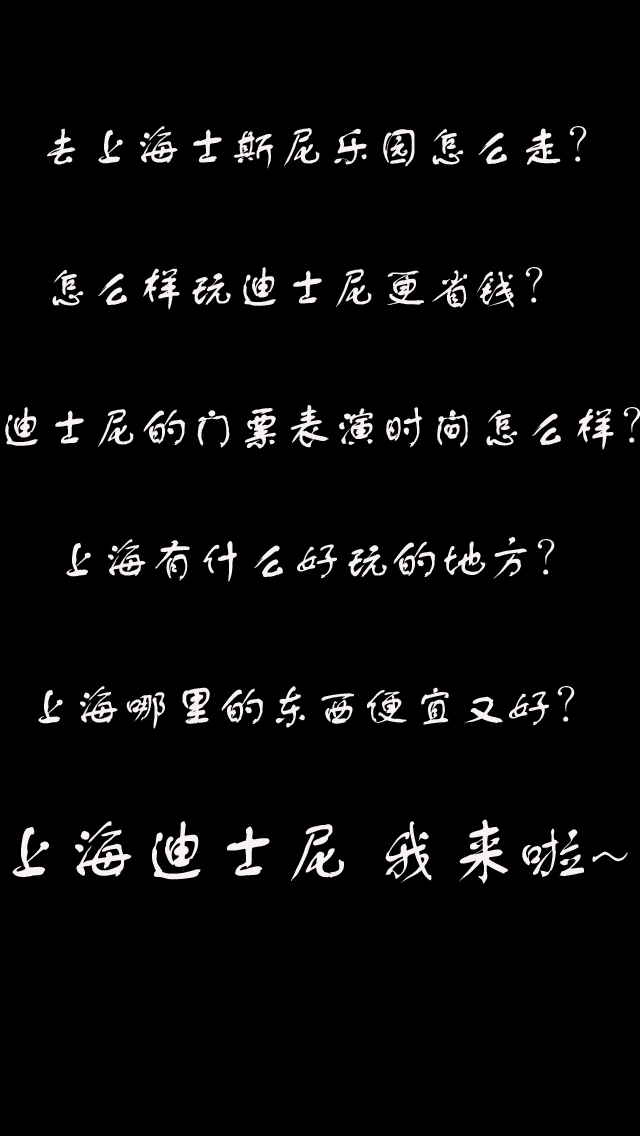 去上海士斯尼乐园怎么走?
怎么样玩迪士尼更省钱?
迪士尼的门票表演时间怎么样?
上海有什么好玩的地方?
上海哪里的东西便宜又好?
上海迪士尼 我来啦~